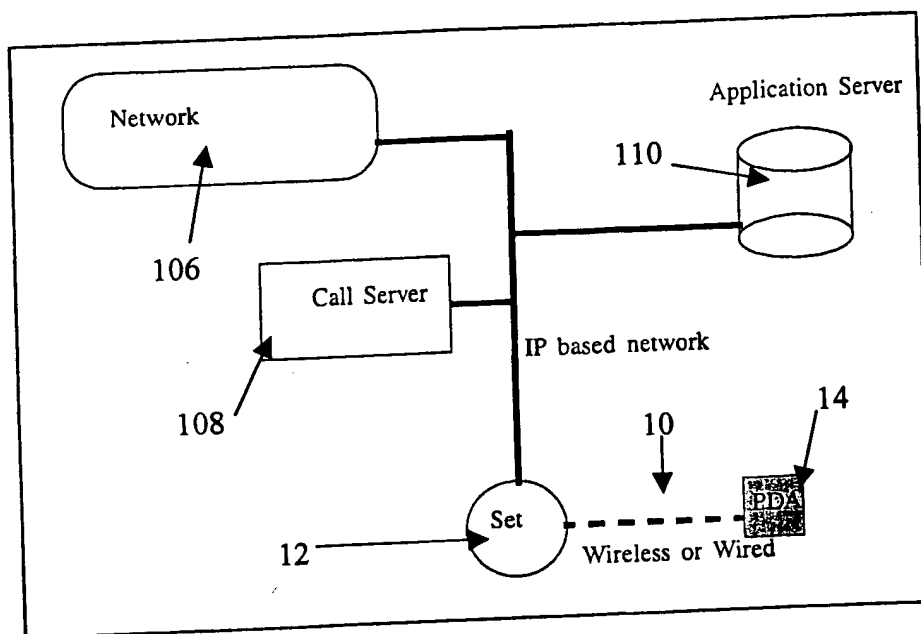 Network
Application Server
110
106
Call Server
IP based network
108
10
14
Set
PDA
12
Wireless or Wired